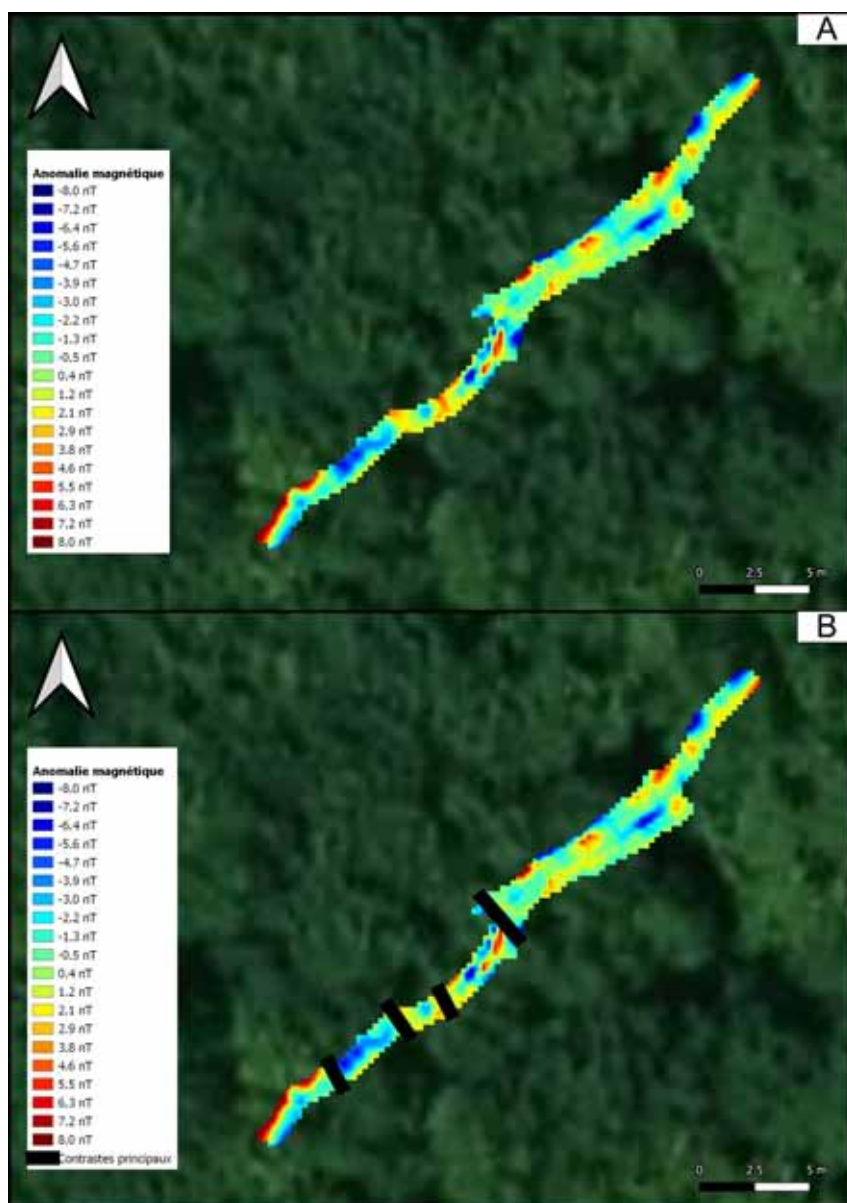 A
Anomalie magnétique
-8.0 nT
-7.2 nT
-6.4 nT
-5.6 nT
-4.7 nT
-3.9 nT
-3.0 nT
-2.2 nT
-1.3 nT
-0.5 nT
0.4 nT
1.2 nT
2.1 nT
2.9 nT
3.8 nT
4.6 nT
5.5 nT
6.3 nT
7.2 nT
8.0 nT
0 2.5 5 m
B
Anomalie magnétique
-8.0 nT
-7.2 nT
-6.4 nT
-5.6 nT
-4.7 nT
-3.9 nT
-3.0 nT
-2.2 nT
-1.3 nT
-0.5 nT
0.4 nT
1.2 nT
2.1 nT
2.9 nT
3.8 nT
4.6 nT
5.5 nT
6.3 nT
7.2 nT
8.0 nT
Contrastes principaux
0 2.5 5 m